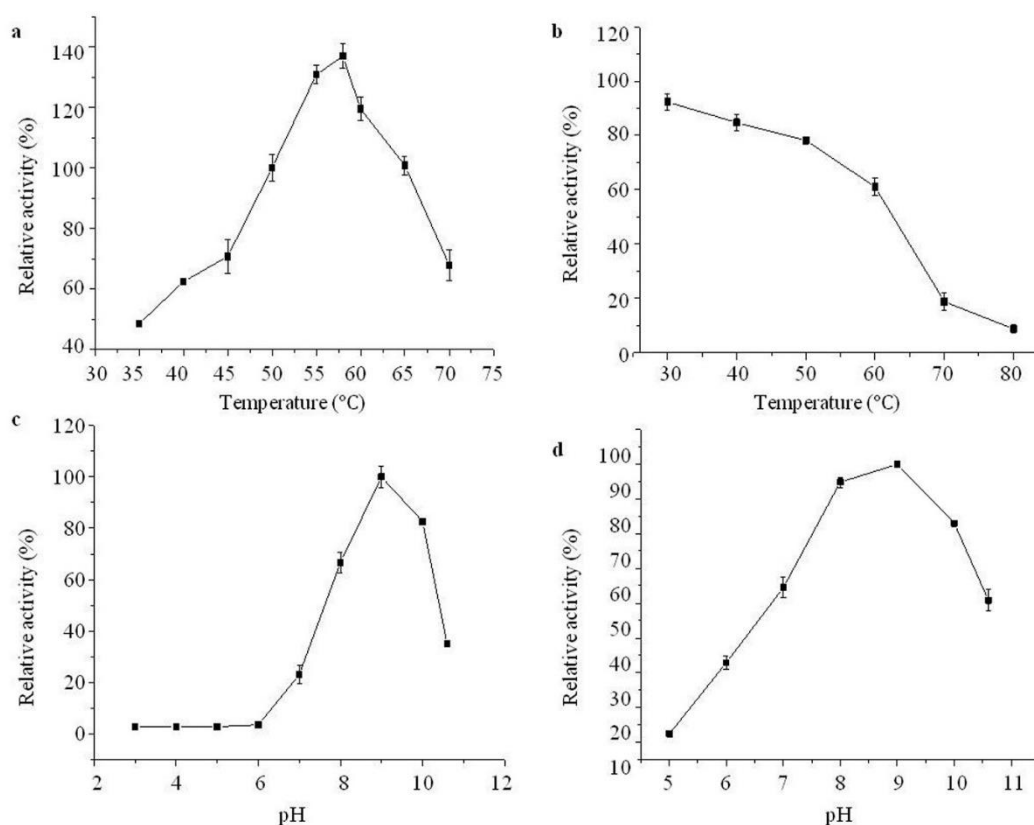 a
Relative activity (%)
140
120
100
80
60
40
30 35 40 45 50 55 60 65 70 75
Temperature (°C)
b
Relative activity (%)
120
100
80
60
40
20
0
30 40 50 60 70 80
Temperature (°C)
c
Relative activity (%)
120
100
80
60
40
20
0
2 4 6 8 10 12
pH
d
Relative activity (%)
100
90
80
70
60
50
40
30
20
10
5 6 7 8 9 10 11
pH